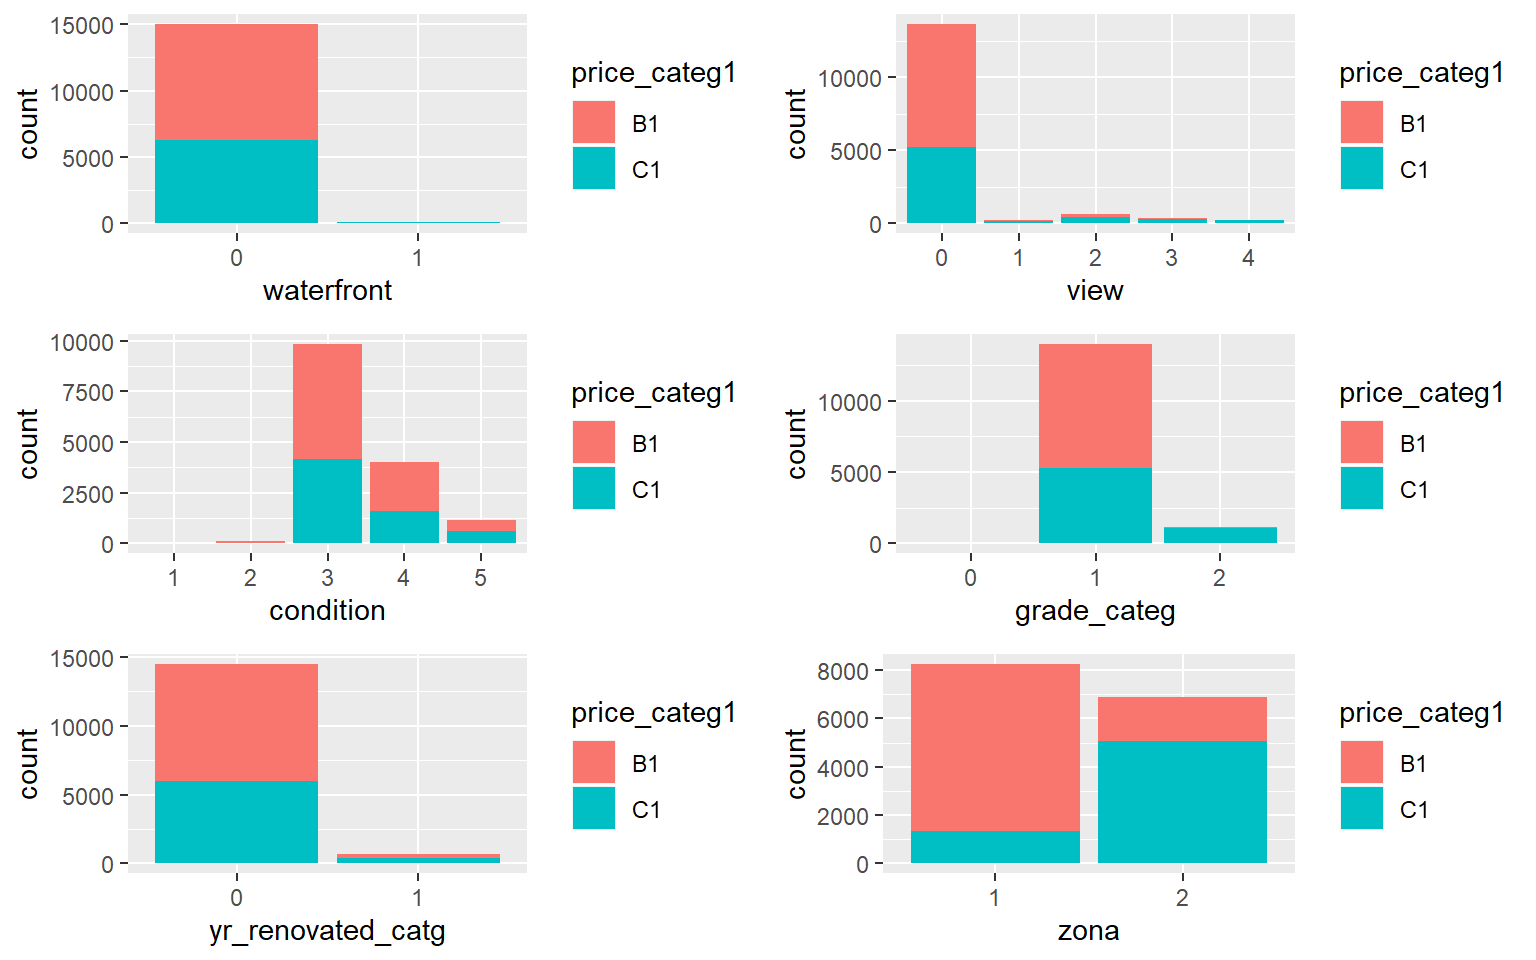 15000
10000
5000
0
count
0 1
waterfront
price_categ1
B1
C1
10000
5000
0
count
0 1 2 3 4
view
price_categ1
B1
C1
10000
7500
5000
2500
0
count
1 2 3 4 5
condition
price_categ1
B1
C1
10000
5000
0
count
0 1 2
grade_categ
price_categ1
B1
C1
15000
10000
5000
0
count
0 1
yr_renovated_catg
price_categ1
B1
C1
8000
6000
4000
2000
0
count
1 2
zona
price_categ1
B1
C1